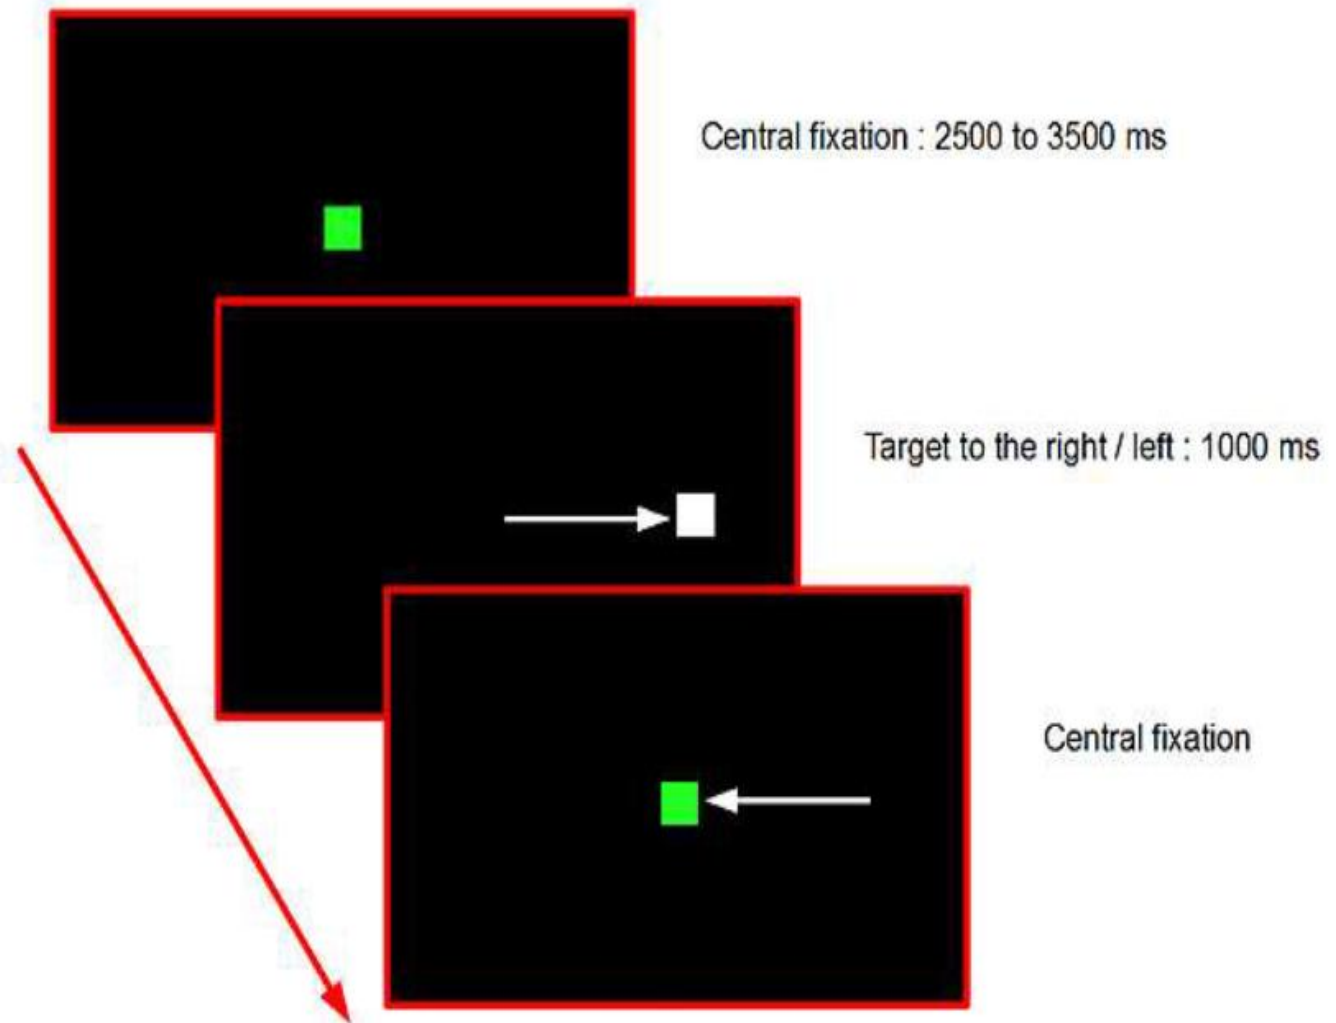 Central fixation : 2500 to 3500 ms
Target to the right / left : 1000 ms
Central fixation